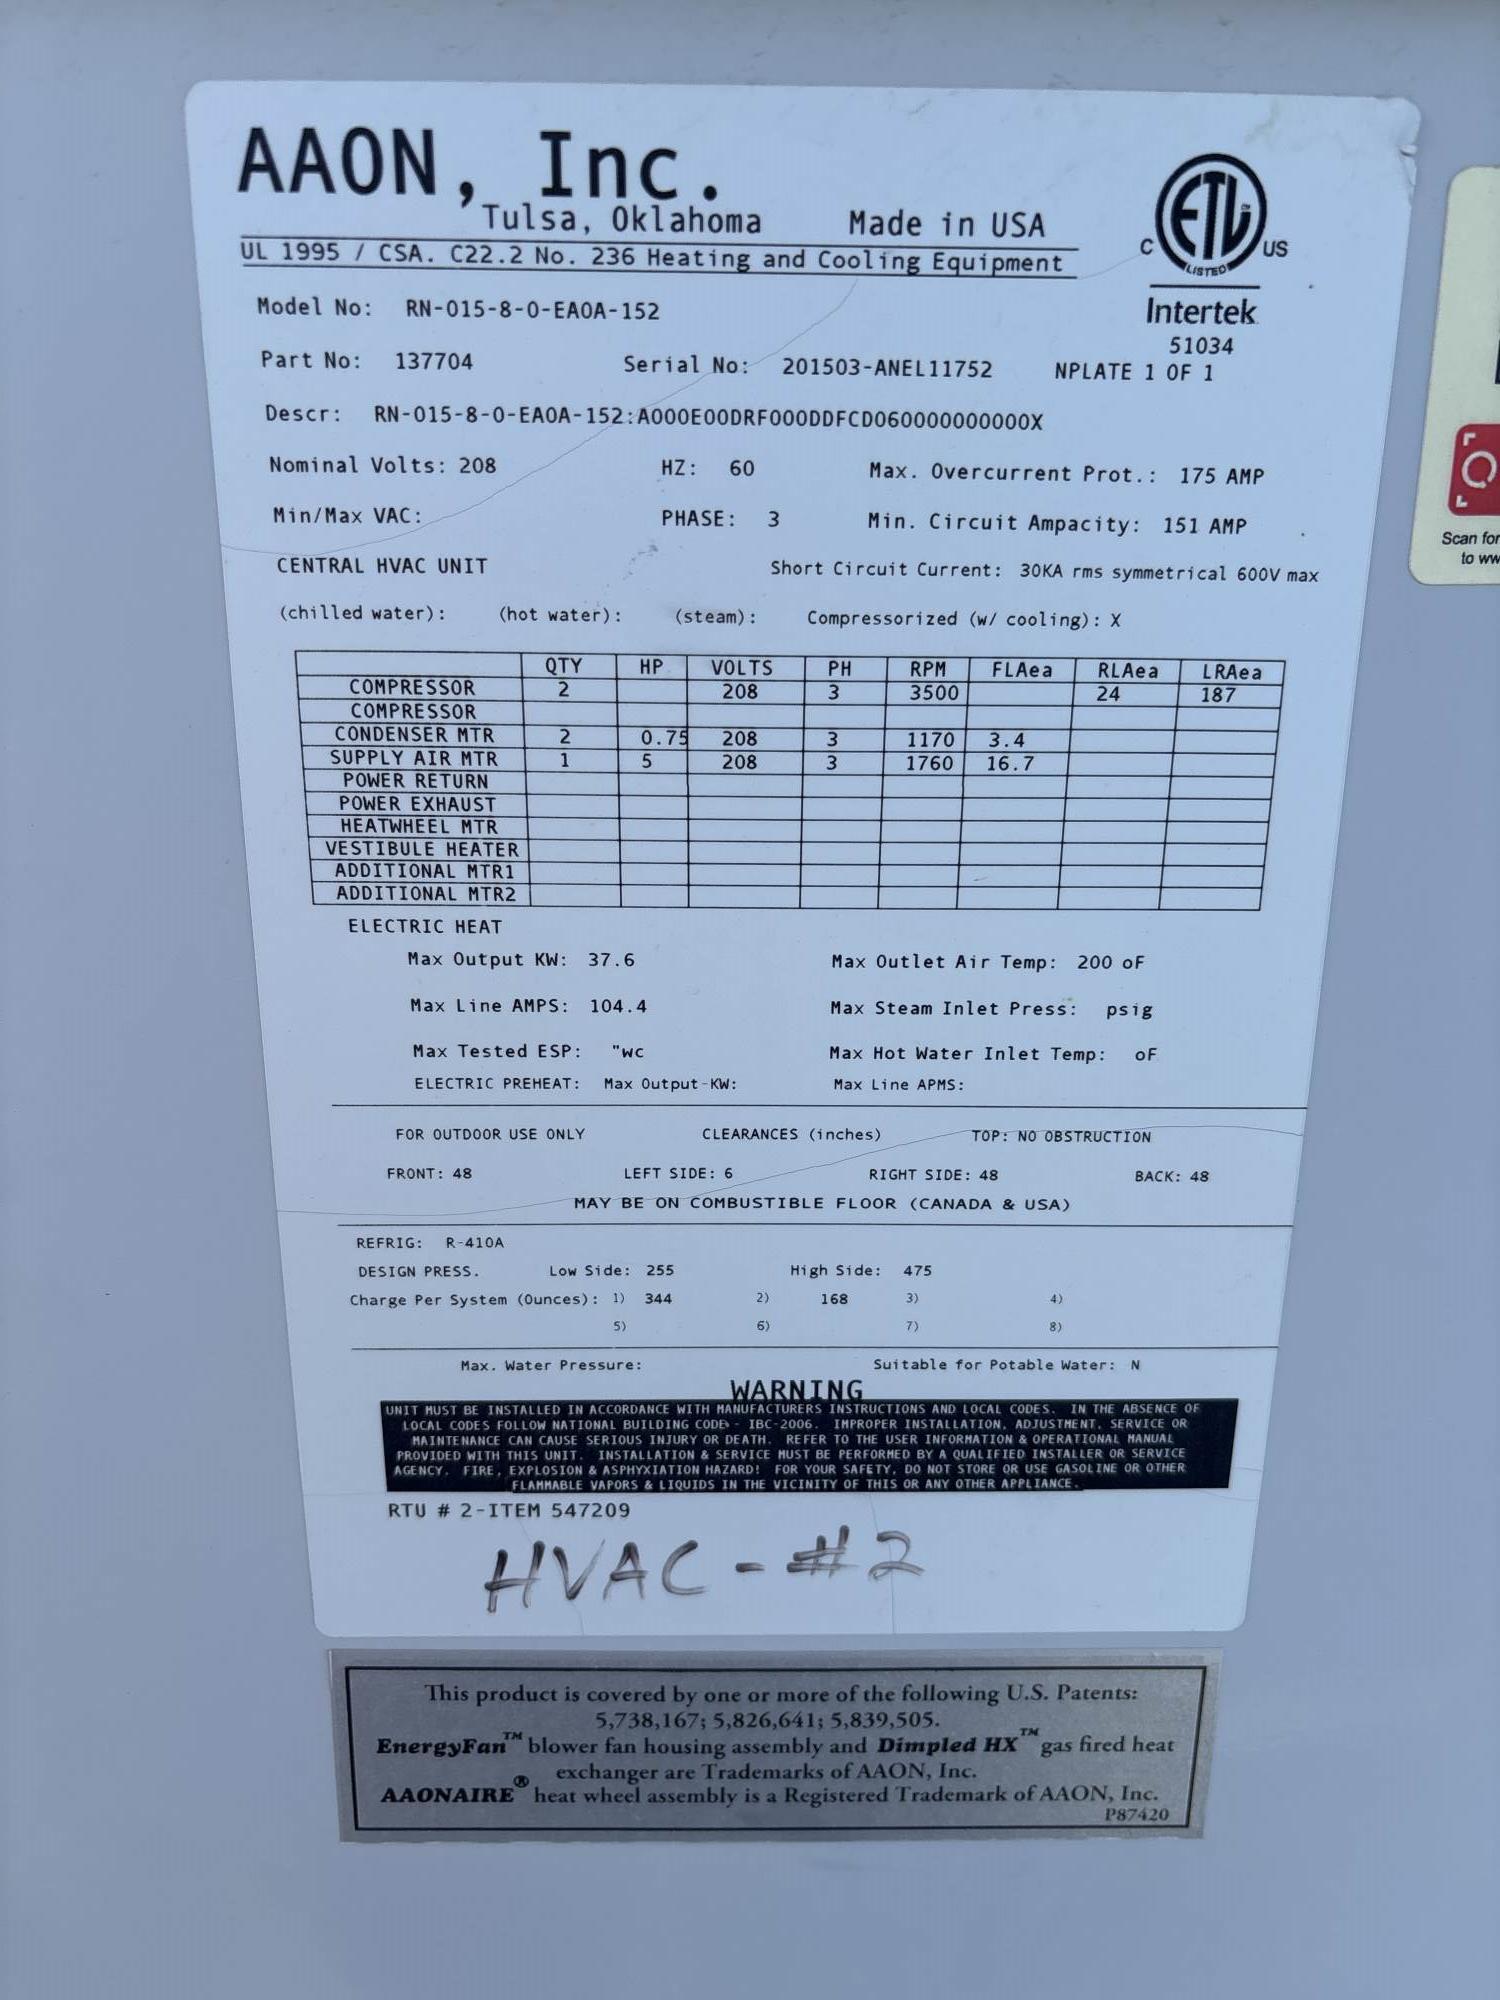 AAON, Inc.
Tulsa, Oklahoma Made in USA
UL 1995 / CSA. C22.2 No. 236 Heating and Cooling Equipment
C ETL US
LISTED
Intertek
51034
Model No: RN-015-8-0-EA0A-152
Part No: 137704 Serial No: 201503-ANEL11752 NPLATE 1 OF 1
Descr: RN-015-8-0-EA0A-152:A000E00DRF000DDFCD060000000000X
Nominal Volts: 208 HZ: 60 Max. Overcurrent Prot.: 175 AMP
Min/Max VAC: PHASE: 3 Min. Circuit Ampacity: 151 AMP
CENTRAL HVAC UNIT Short Circuit Current: 30KA rms symmetrical 600V max
(chilled water): (hot water): (steam): Compressorized (w/ cooling): X
QTY HP VOLTS PH RPM FLAea RLAea LRAea
COMPRESSOR 2 208 3 3500 24 187
COMPRESSOR
CONDENSER MTR 2 0.75 208 3 1170 3.4
SUPPLY AIR MTR 1 5 208 3 1760 16.7
POWER RETURN
POWER EXHAUST
HEATWHEEL MTR
VESTIBULE HEATER
ADDITIONAL MTR1
ADDITIONAL MTR2
ELECTRIC HEAT
Max Output KW: 37.6 Max Outlet Air Temp: 200 oF
Max Line AMPS: 104.4 Max Steam Inlet Press: psig
Max Tested ESP: "wc Max Hot Water Inlet Temp: oF
ELECTRIC PREHEAT: Max Output-KW: Max Line APMS:
FOR OUTDOOR USE ONLY CLEARANCES (inches) TOP: NO OBSTRUCTION
FRONT: 48 LEFT SIDE: 6 RIGHT SIDE: 48 BACK: 48
MAY BE ON COMBUSTIBLE FLOOR (CANADA & USA)
REFRIG: R-410A
DESIGN PRESS. Low Side: 255 High Side: 475
Charge Per System (Ounces): 1) 344 2) 168 3) 4)
5) 6) 7) 8)
Max. Water Pressure: Suitable for Potable Water: N
WARNING
UNIT MUST BE INSTALLED IN ACCORDANCE WITH MANUFACTURERS INSTRUCTIONS AND LOCAL CODES. IN THE ABSENCE OF
LOCAL CODES FOLLOW NATIONAL BUILDING CODE - IBC-2006. IMPROPER INSTALLATION, ADJUSTMENT, SERVICE OR
MAINTENANCE CAN CAUSE SERIOUS INJURY OR DEATH. REFER TO THE USER INFORMATION & OPERATIONAL MANUAL
PROVIDED WITH THIS UNIT. INSTALLATION & SERVICE MUST BE PERFORMED BY A QUALIFIED INSTALLER OR SERVICE
AGENCY. FIRE, EXPLOSION & ASPHYXIATION HAZARD! FOR YOUR SAFETY, DO NOT STORE OR USE GASOLINE OR OTHER
FLAMMABLE VAPORS & LIQUIDS IN THE VICINITY OF THIS OR ANY OTHER APPLIANCE.
RTU # 2-ITEM 547209
HVAC - #2
This product is covered by one or more of the following U.S. Patents:
5,738,167; 5,826,641; 5,839,505.
EnergyFan™ blower fan housing assembly and Dimpled HX™ gas fired heat
exchanger are Trademarks of AAON, Inc.
AAONAIRE® heat wheel assembly is a Registered Trademark of AAON, Inc.
P87420
Scan for
to ww